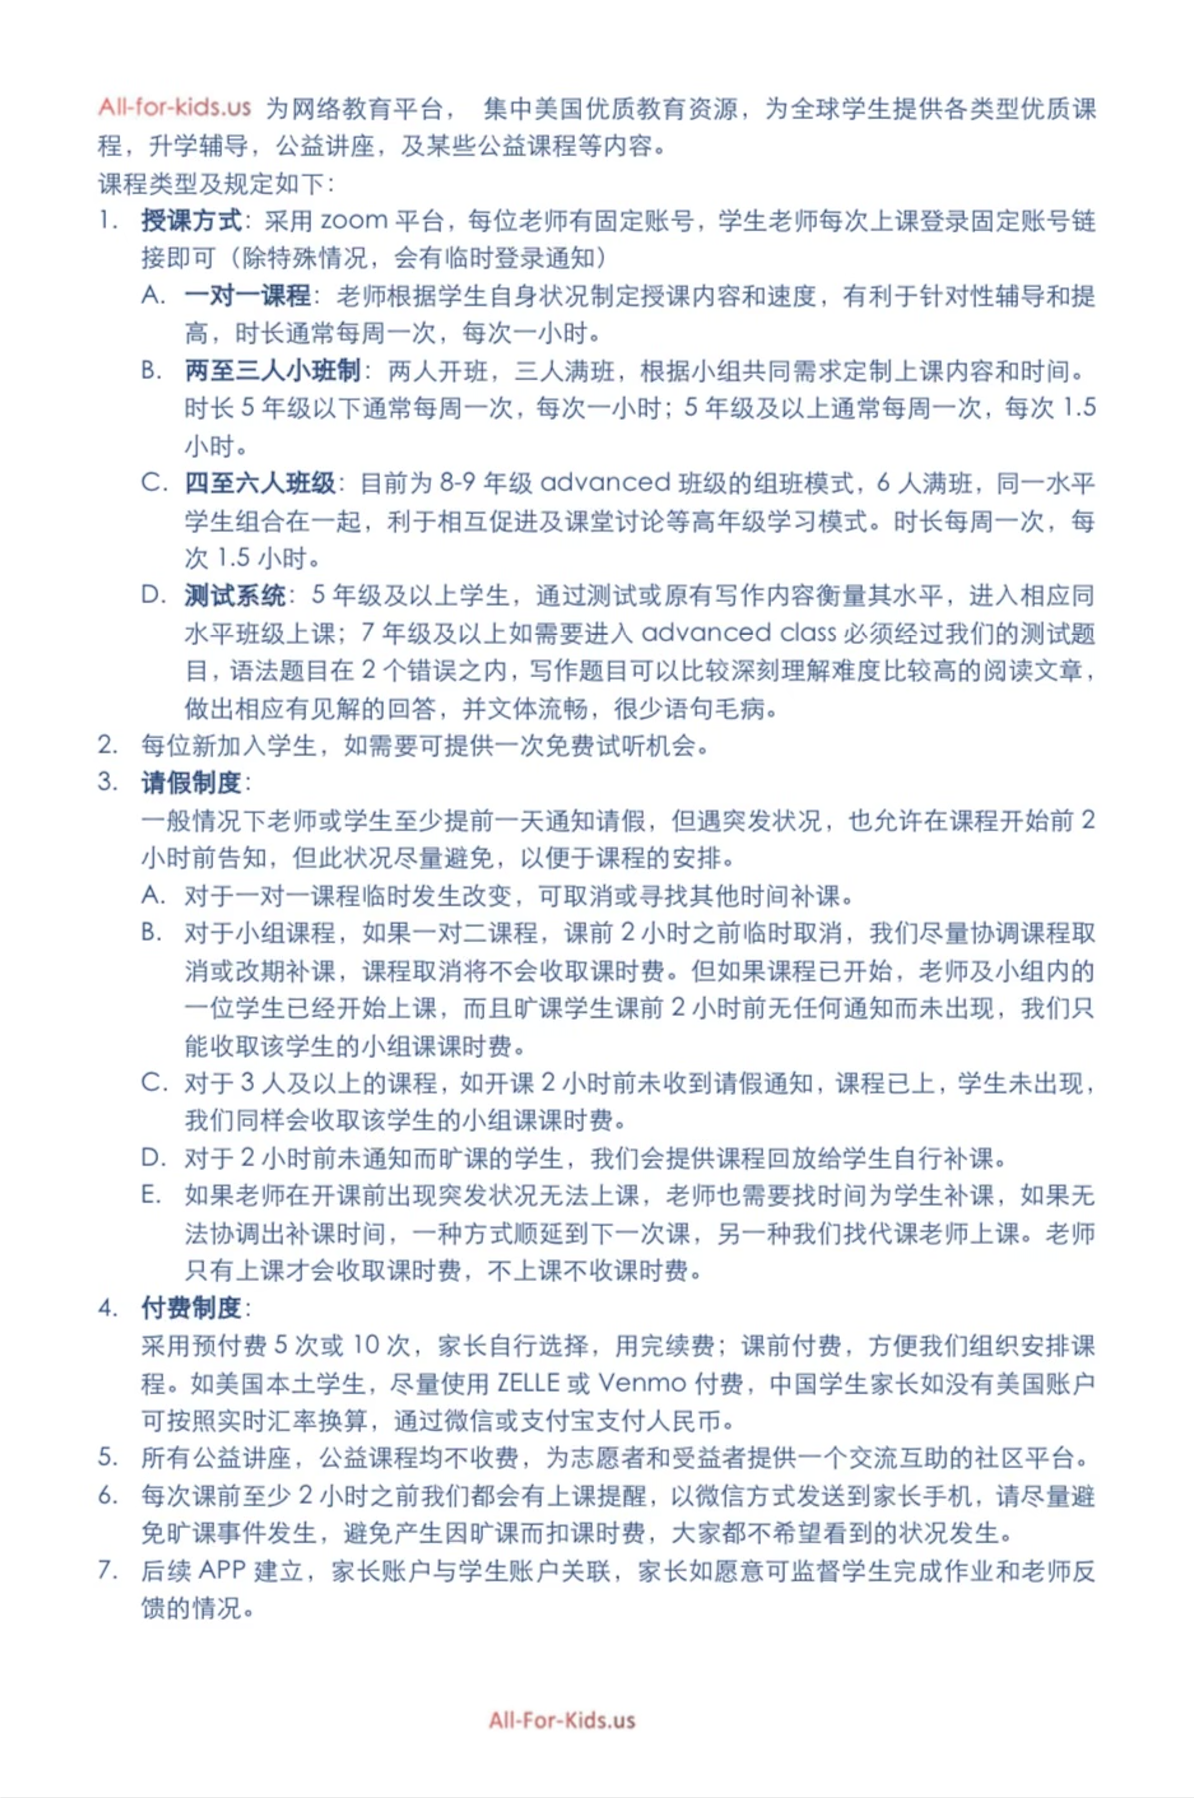 All-for-kids.us 为网络教育平台， 集中美国优质教育资源，为全球学生提供各类型优质课
程，升学辅导，公益讲座，及某些公益课程等内容。
课程类型及规定如下：
1. 授课方式：采用 zoom 平台，每位老师有固定账号，学生老师每次上课登录固定账号链
接即可（除特殊情况，会有临时登录通知）
A. 一对一课程：老师根据学生自身状况制定授课内容和速度，有利于针对性辅导和提
高，时长通常每周一次，每次一小时。
B. 两至三人小班制：两人开班，三人满班，根据小组共同需求定制上课内容和时间。
时长 5 年级以下通常每周一次，每次一小时；5 年级及以上通常每周一次，每次 1.5
小时。
C. 四至六人班级：目前为 8-9 年级 advanced 班级的组班模式，6 人满班，同一水平
学生组合在一起，利于相互促进及课堂讨论等高年级学习模式。时长每周一次，每
次 1.5 小时。
D. 测试系统：5 年级及以上学生，通过测试或原有写作内容衡量其水平，进入相应同
水平班级上课；7 年级及以上如需要进入 advanced class 必须经过我们的测试题
目，语法题目在 2 个错误之内，写作题目可以比较深刻理解难度比较高的阅读文章，
做出相应有见解的回答，并文体流畅，很少语句毛病。
2. 每位新加入学生，如需要可提供一次免费试听机会。
3. 请假制度：
一般情况下老师或学生至少提前一天通知请假，但遇突发状况，也允许在课程开始前 2
小时前告知，但此状况尽量避免，以便于课程的安排。
A. 对于一对一课程临时发生改变，可取消或寻找其他时间补课。
B. 对于小组课程，如果一对二课程，课前 2 小时之前临时取消，我们尽量协调课程取
消或改期补课，课程取消将不会收取课时费。但如果课程已开始，老师及小组内的
一位学生已经开始上课，而且旷课学生课前 2 小时前无任何通知而未出现，我们只
能收取该学生的小组课课时费。
C. 对于 3 人及以上的课程，如开课 2 小时前未收到请假通知，课程已上，学生未出现，
我们同样会收取该学生的小组课课时费。
D. 对于 2 小时前未通知而旷课的学生，我们会提供课程回放给学生自行补课。
E. 如果老师在开课前出现突发状况无法上课，老师也需要找时间为学生补课，如果无
法协调出补课时间，一种方式顺延到下一次课，另一种我们找代课老师上课。老师
只有上课才会收取课时费，不上课不收课时费。
4. 付费制度：
采用预付费 5 次或 10 次，家长自行选择，用完续费；课前付费，方便我们组织安排课
程。如美国本土学生，尽量使用 ZELLE 或 Venmo 付费，中国学生家长如没有美国账户
可按照实时汇率换算，通过微信或支付宝支付人民币。
5. 所有公益讲座，公益课程均不收费，为志愿者和受益者提供一个交流互助的社区平台。
6. 每次课前至少 2 小时之前我们都会有上课提醒，以微信方式发送到家长手机，请尽量避
免旷课事件发生，避免产生因旷课而扣课时费，大家都不希望看到的状况发生。
7. 后续 APP 建立，家长账户与学生账户关联，家长如愿意可监督学生完成作业和老师反
馈的情况。
All-For-Kids.us